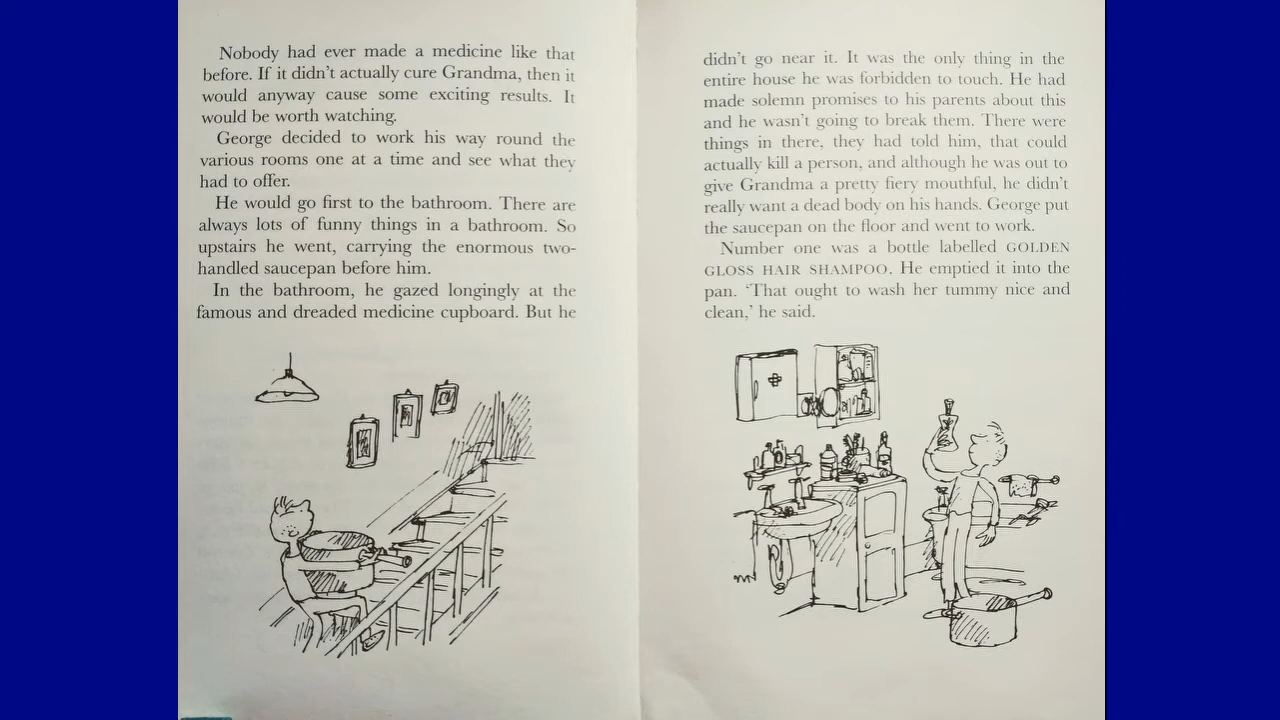 Nobody had ever made a medicine like that
before. If it didn't actually cure Grandma, then it
would anyway cause some exciting results. It
would be worth watching.
George decided to work his way round the
various rooms one at a time and see what they
had to offer.
He would go first to the bathroom. There are
always lots of funny things in a bathroom. So
upstairs he went, carrying the enormous two-
handled saucepan before him.
In the bathroom, he gazed longingly at the
famous and dreaded medicine cupboard. But he
didn't go near it. It was the only thing in the
entire house he was forbidden to touch. He had
made solemn promises to his parents about this
and he wasn't going to break them. There were
things in there, they had told him, that could
actually kill a person, and although he was out to
give Grandma a pretty fiery mouthful, he didn't
really want a dead body on his hands. George put
the saucepan on the floor and went to work.
Number one was a bottle labelled GOLDEN
GLOSS HAIR SHAMPOO. He emptied it into the
pan. 'That ought to wash her tummy nice and
clean,' he said.